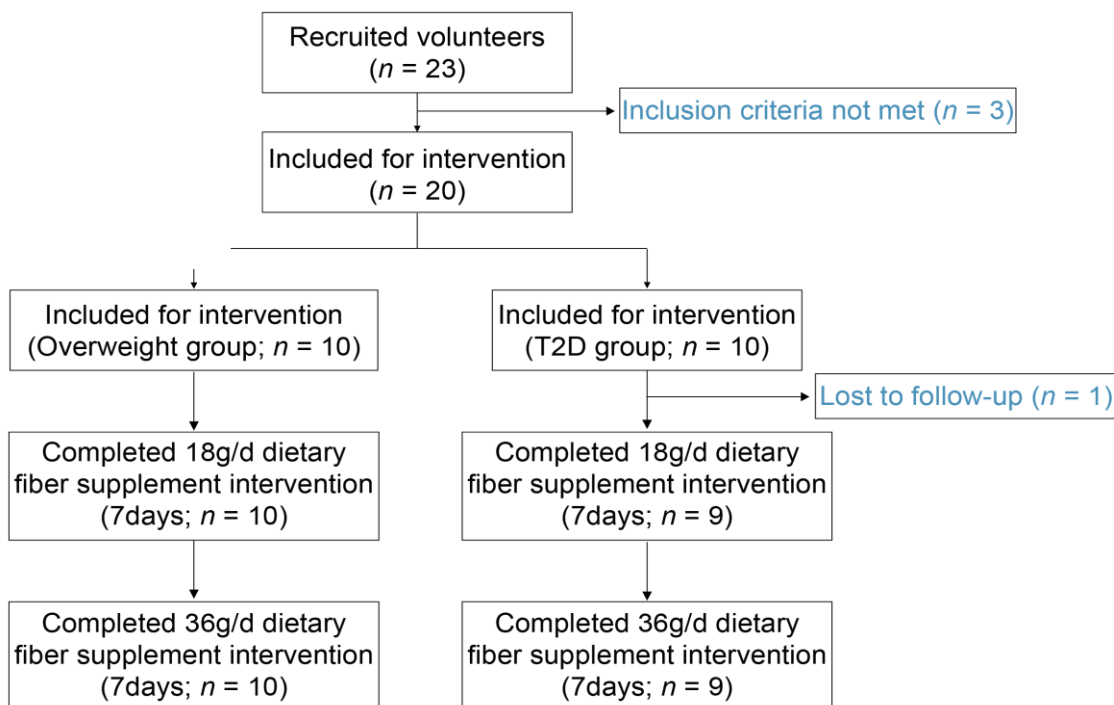 Recruited volunteers
(n = 23)
Inclusion criteria not met (n = 3)
Included for intervention
(n = 20)
Included for intervention
(Overweight group; n = 10)
Included for intervention
(T2D group; n = 10)
Lost to follow-up (n = 1)
Completed 18g/d dietary
fiber supplement intervention
(7days; n = 10)
Completed 18g/d dietary
fiber supplement intervention
(7days; n = 9)
Completed 36g/d dietary
fiber supplement intervention
(7days; n = 10)
Completed 36g/d dietary
fiber supplement intervention
(7days; n = 9)